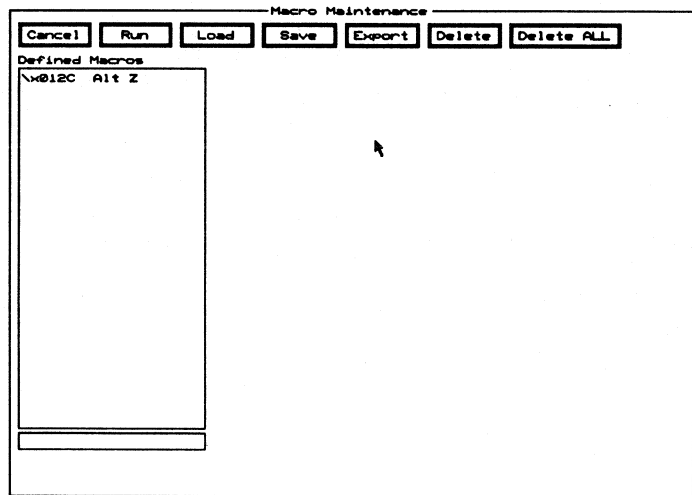 Macro Maintenance
Cancel Run Load Save Export Delete Delete ALL
Defined Macros
\x012C Alt Z